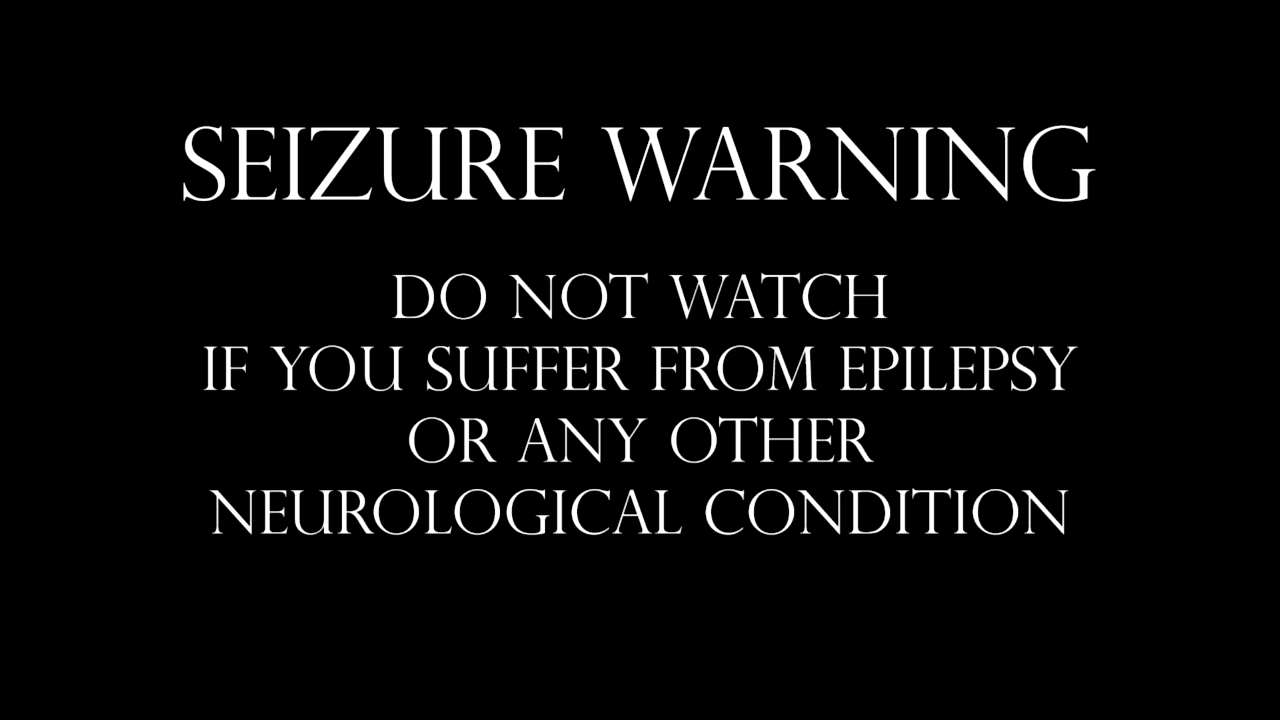 SEIZURE WARNING
DO NOT WATCH
IF YOU SUFFER FROM EPILEPSY
OR ANY OTHER
NEUROLOGICAL CONDITION